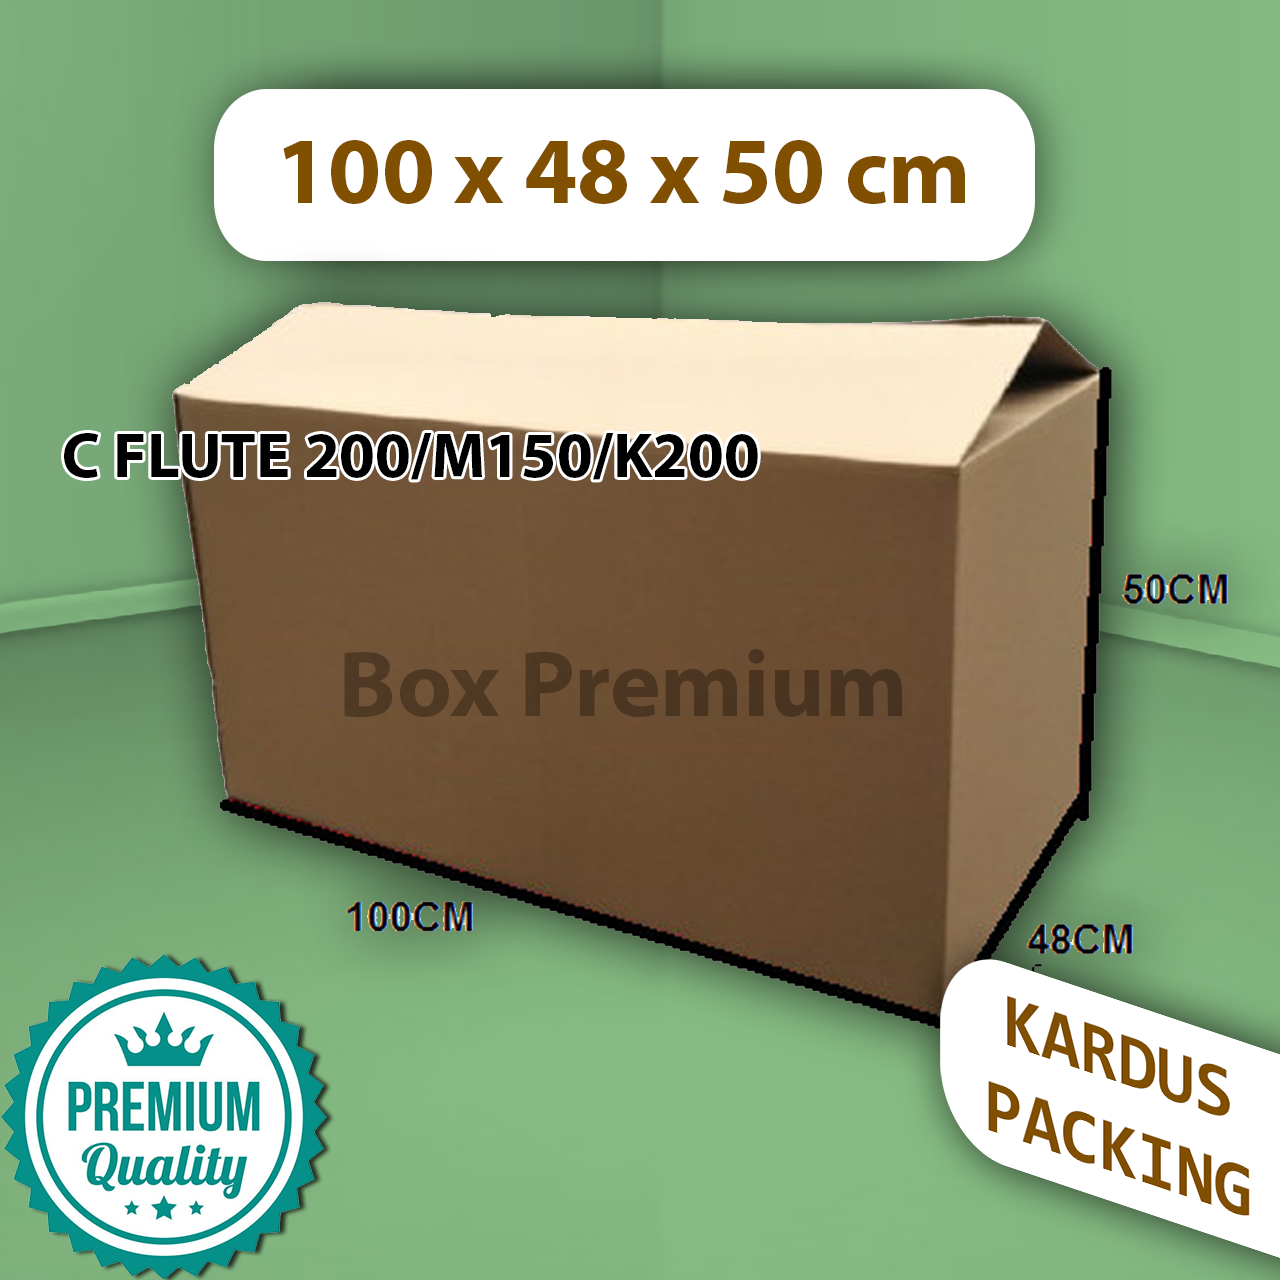 100 x 48 x 50 cm
C FLUTE 200/M150/K200
50CM
Box Premium
100CM
48CM
KARDUS
PACKING
PREMIUM
Quality